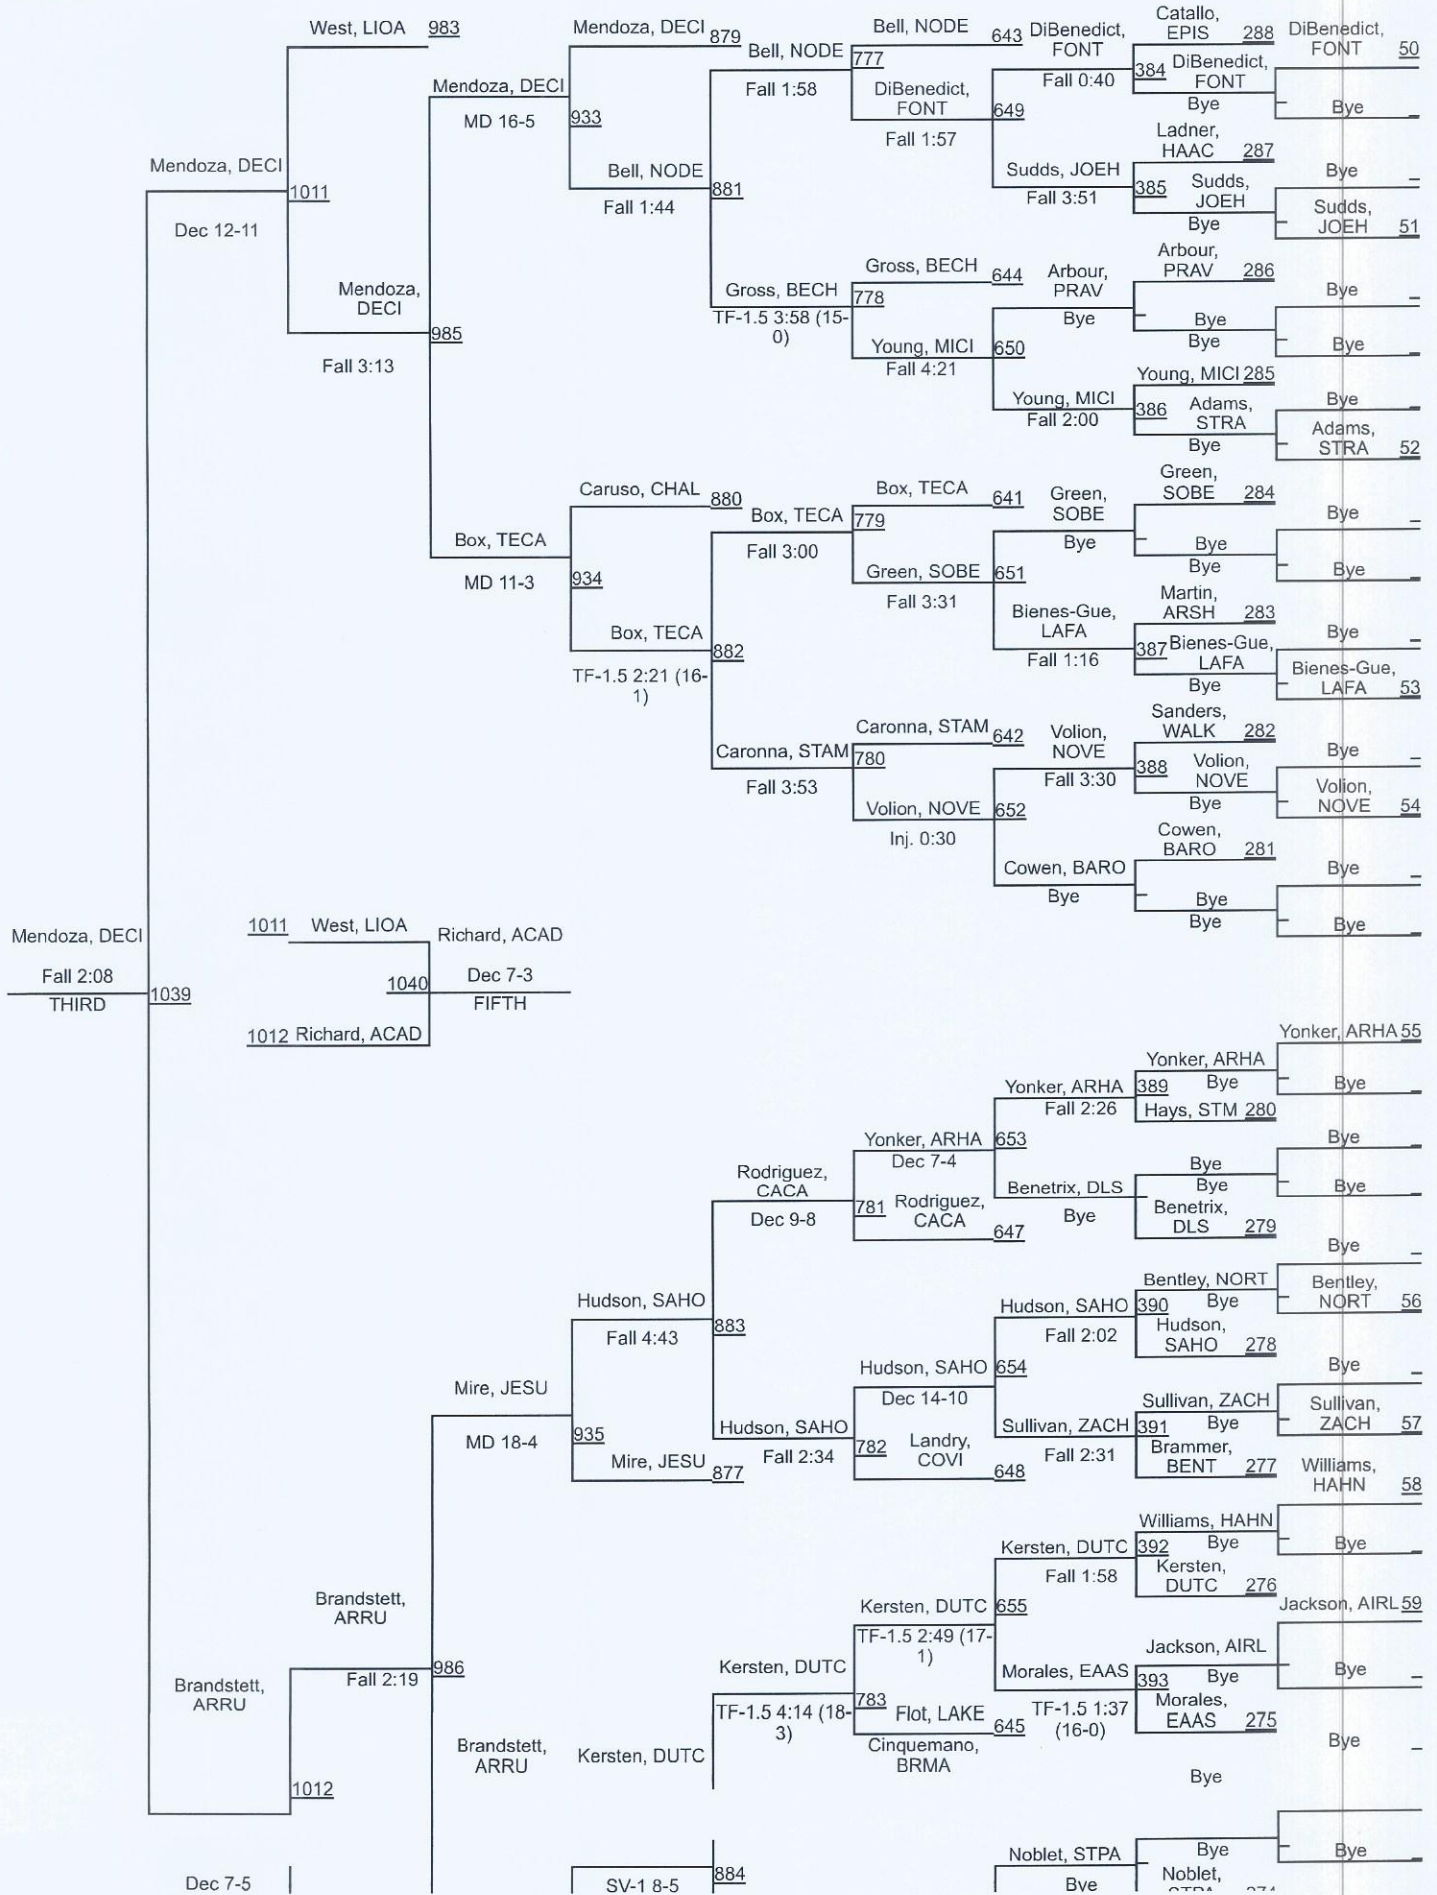 West, LIOA 983
Mendoza, DECI 879
Bell, NODE
Bell, NODE 643
777
Fall 1:58
DiBenedict,
FONT
Fall 1:57
DiBenedict,
FONT
Fall 0:40
649
Catallo,
EPIS 288
384 DiBenedict,
FONT
Bye
DiBenedict,
FONT 50
Bye
Mendoza, DECI
MD 16-5
933
Bell, NODE
Fall 1:44
881
Sudds, JOEH
Fall 3:51
Ladner,
HAAC 287
385 Sudds,
JOEH
Bye
Bye
Sudds,
JOEH 51
Mendoza, DECI
1011
Dec 12-11
Gross, BECH
TF-1.5 3:58 (15-
0)
Gross, BECH 644
778
Young, MICI
Fall 4:21
650
Arbour,
PRAV
Bye
Arbour,
PRAV 286
Bye
Bye
Bye
Bye
Mendoza,
DECI
985
Fall 3:13
Young, MICI
Fall 2:00
Young, MICI 285
386 Adams,
STRA
Bye
Bye
Adams,
STRA 52
Caruso, CHAL 880
Box, TECA
Fall 3:00
Box, TECA 641
779
Green, SOBE
Fall 3:31
651
Green,
SOBE
Bye
Green,
SOBE 284
Bye
Bye
Bye
Bye
Box, TECA
MD 11-3
934
Box, TECA
TF-1.5 2:21 (16-
1)
882
Bienes-Gue,
LAFA
Fall 1:16
Martin,
ARSH 283
387 Bienes-Gue,
LAFA
Bye
Bye
Bienes-Gue,
LAFA 53
Caronna, STAM
Fall 3:53
Caronna, STAM 642
780
Volion, NOVE
Inj. 0:30
652
Volion,
NOVE
Fall 3:30
Sanders,
WALK 282
388 Volion,
NOVE
Bye
Bye
Volion,
NOVE 54
Cowen, BARO
Bye
Cowen,
BARO 281
Bye
Bye
Bye
Bye
Mendoza, DECI
Fall 2:08
THIRD
1039
1011 West, LIOA
Richard, ACAD
1040 Dec 7-3
FIFTH
1012 Richard, ACAD
Yonker, ARHA 55
Yonker, ARHA
Bye
Yonker, ARHA
389 Bye
Fall 2:26
Hays, STM 280
Yonker, ARHA
Dec 7-4
653
Bye
Bye
Bye
Bye
Benetrix, DLS
Bye
Benetrix,
DLS 279
Rodriguez,
CACA
Dec 9-8
781 Rodriguez,
CACA
647
Bye
Bentley, NORT
Bentley,
NORT 56
Hudson, SAHO
390 Bye
Fall 2:02
Hudson,
SAHO 278
Hudson, SAHO
Fall 4:43
883
Hudson, SAHO
Dec 14-10
654
Bye
Mire, JESU
MD 18-4
935
Mire, JESU 877
Hudson, SAHO
Fall 2:34
782 Landry,
COVI
648
Sullivan, ZACH
Fall 2:31
Sullivan, ZACH
391 Bye
Brammer,
BENT 277
Sullivan,
ZACH 57
Williams,
HAHN 58
Williams, HAHN
Bye
Kersten, DUTC
392 Bye
Fall 1:58
Kersten,
DUTC 276
Brandstett,
ARRU
Fall 2:19
986
Kersten, DUTC
TF-1.5 2:49 (17-
1)
655
Jackson, AIRL 59
Jackson, AIRL
Bye
Brandstett,
ARRU
1012
Kersten, DUTC
TF-1.5 4:14 (18-
3)
783 Flot, LAKE
645
Cinquemano,
BRMA
Morales, EAAS
TF-1.5 1:37
(16-0)
393 Bye
Morales,
EAAS 275
Bye
Bye
Brandstett,
ARRU
Kersten, DUTC
Dec 7-5
SV-1 8-5
884
Noblet, STPA
Bye
Bye
Noblet,
Bye